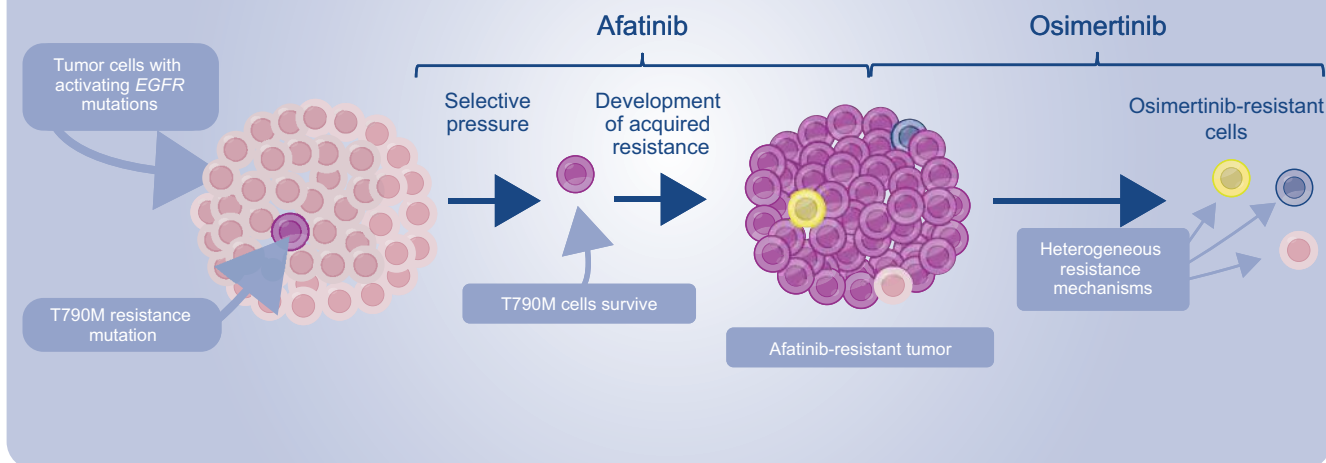 Afatinib
Osimertinib
Tumor cells with
activating EGFR
mutations
Selective
pressure
Development
of acquired
resistance
Osimertinib-resistant
cells
T790M resistance
mutation
T790M cells survive
Afatinib-resistant tumor
Heterogeneous
resistance
mechanisms